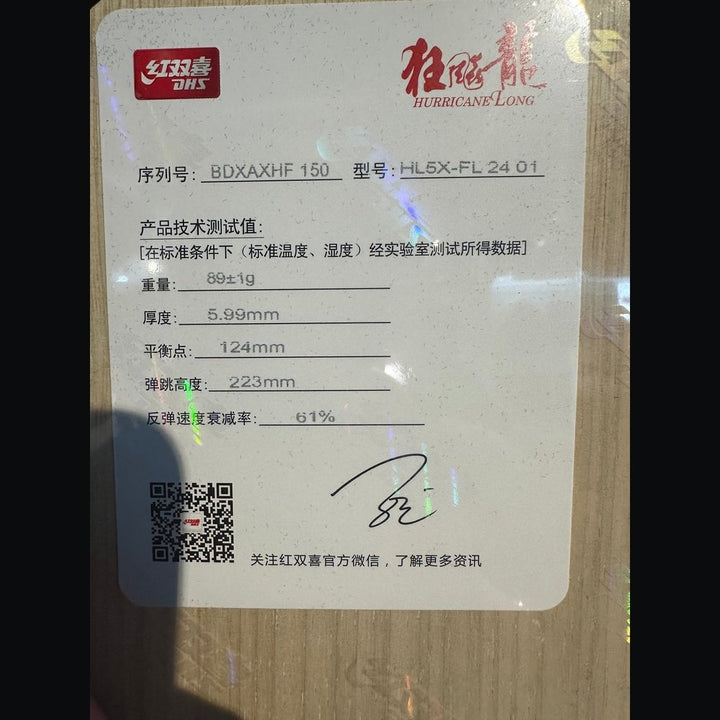 红双喜
DHS
狂飚龍
HURRICANE LONG
序列号: BDXAXHF 150 型号: HL5X-FL 24 01
产品技术测试值:
[在标准条件下（标准温度、湿度）经实验室测试所得数据]
重量: 89±1g
厚度: 5.99mm
平衡点: 124mm
弹跳高度: 223mm
反弹速度衰减率: 61%
红双喜
关注红双喜官方微信，了解更多资讯